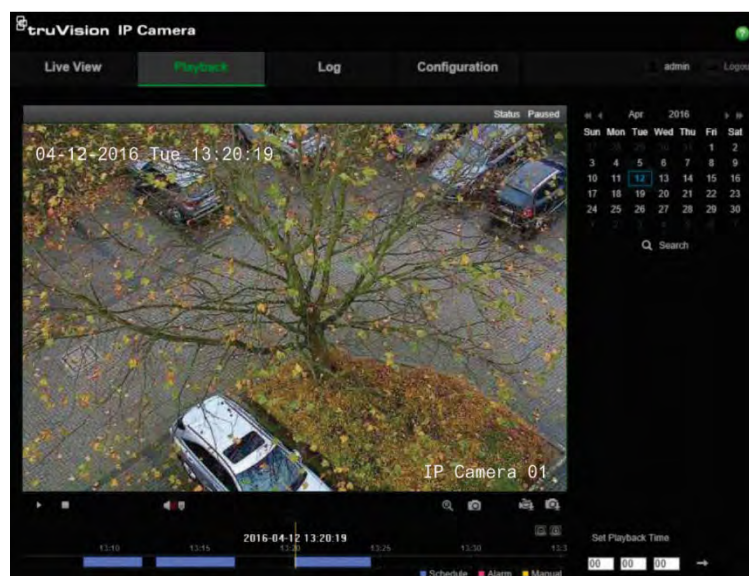 truVision IP Camera
Live View Playback Log Configuration admin Logou
Status Paused
04-12-2016 Tue 13:20:19
IP Camera 01
Apr 2016
Sun Mon Tue Wed Thu Fri Sat
1 2
3 4 5 6 7 8 9
10 11 12 13 14 15 16
17 18 19 20 21 22 23
24 25 26 27 28 29 30
Search
2016-04-12 13:20:19
13:10 13:15 13:20 13:25 13:30 13:3
Schedule Alarm Manual
Set Playback Time
00 00 00